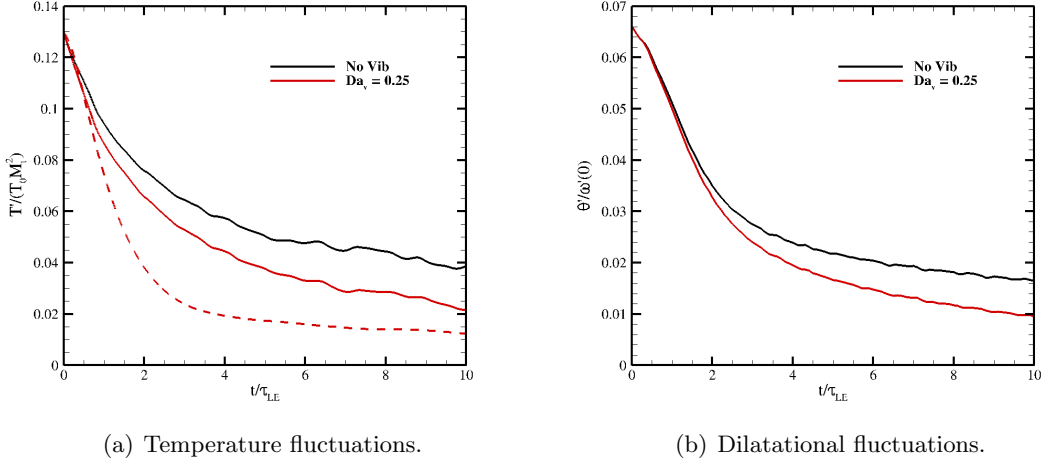 0.14
0.12
0.1
0.08
0.06
0.04
0.02
0
T'/(T₀M²ₜ)
No Vib
Daᵥ = 0.25
0 2 4 6 8 10
t/τ_LE
(a) Temperature fluctuations.
0.07
0.06
0.05
0.04
0.03
0.02
0.01
0
θ'/ω'(0)
No Vib
Daᵥ = 0.25
0 2 4 6 8 10
t/τ_LE
(b) Dilatational fluctuations.